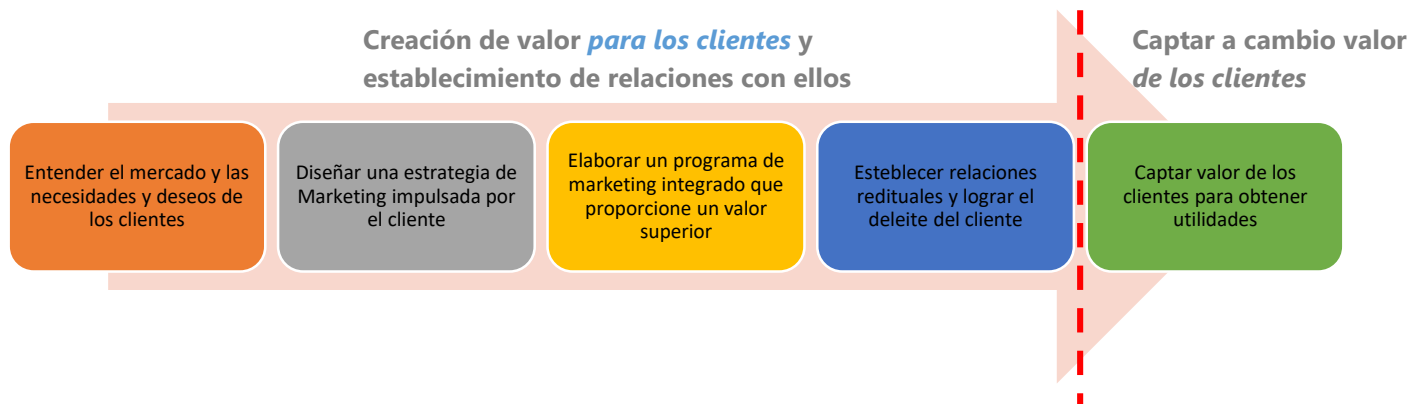 Creación de valor para los clientes y
establecimiento de relaciones con ellos
Captar a cambio valor
de los clientes
Entender el mercado y las
necesidades y deseos de
los clientes
Diseñar una estrategia de
Marketing impulsada por
el cliente
Elaborar un programa de
marketing integrado que
proporcione un valor
superior
Establecer relaciones
redituales y lograr el
deleite del cliente
Captar valor de los
clientes para obtener
utilidades